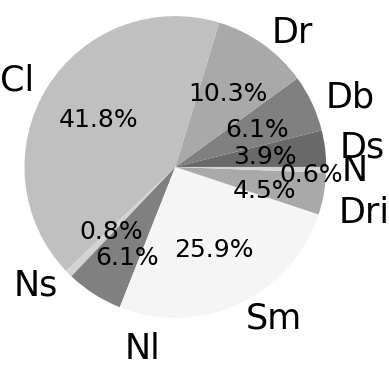 Dr
Cl
10.3%
Db
41.8%
6.1%
Ds
3.9%
0.6%
N
4.5%
Dri
0.8%
25.9%
6.1%
Ns
Sm
Nl